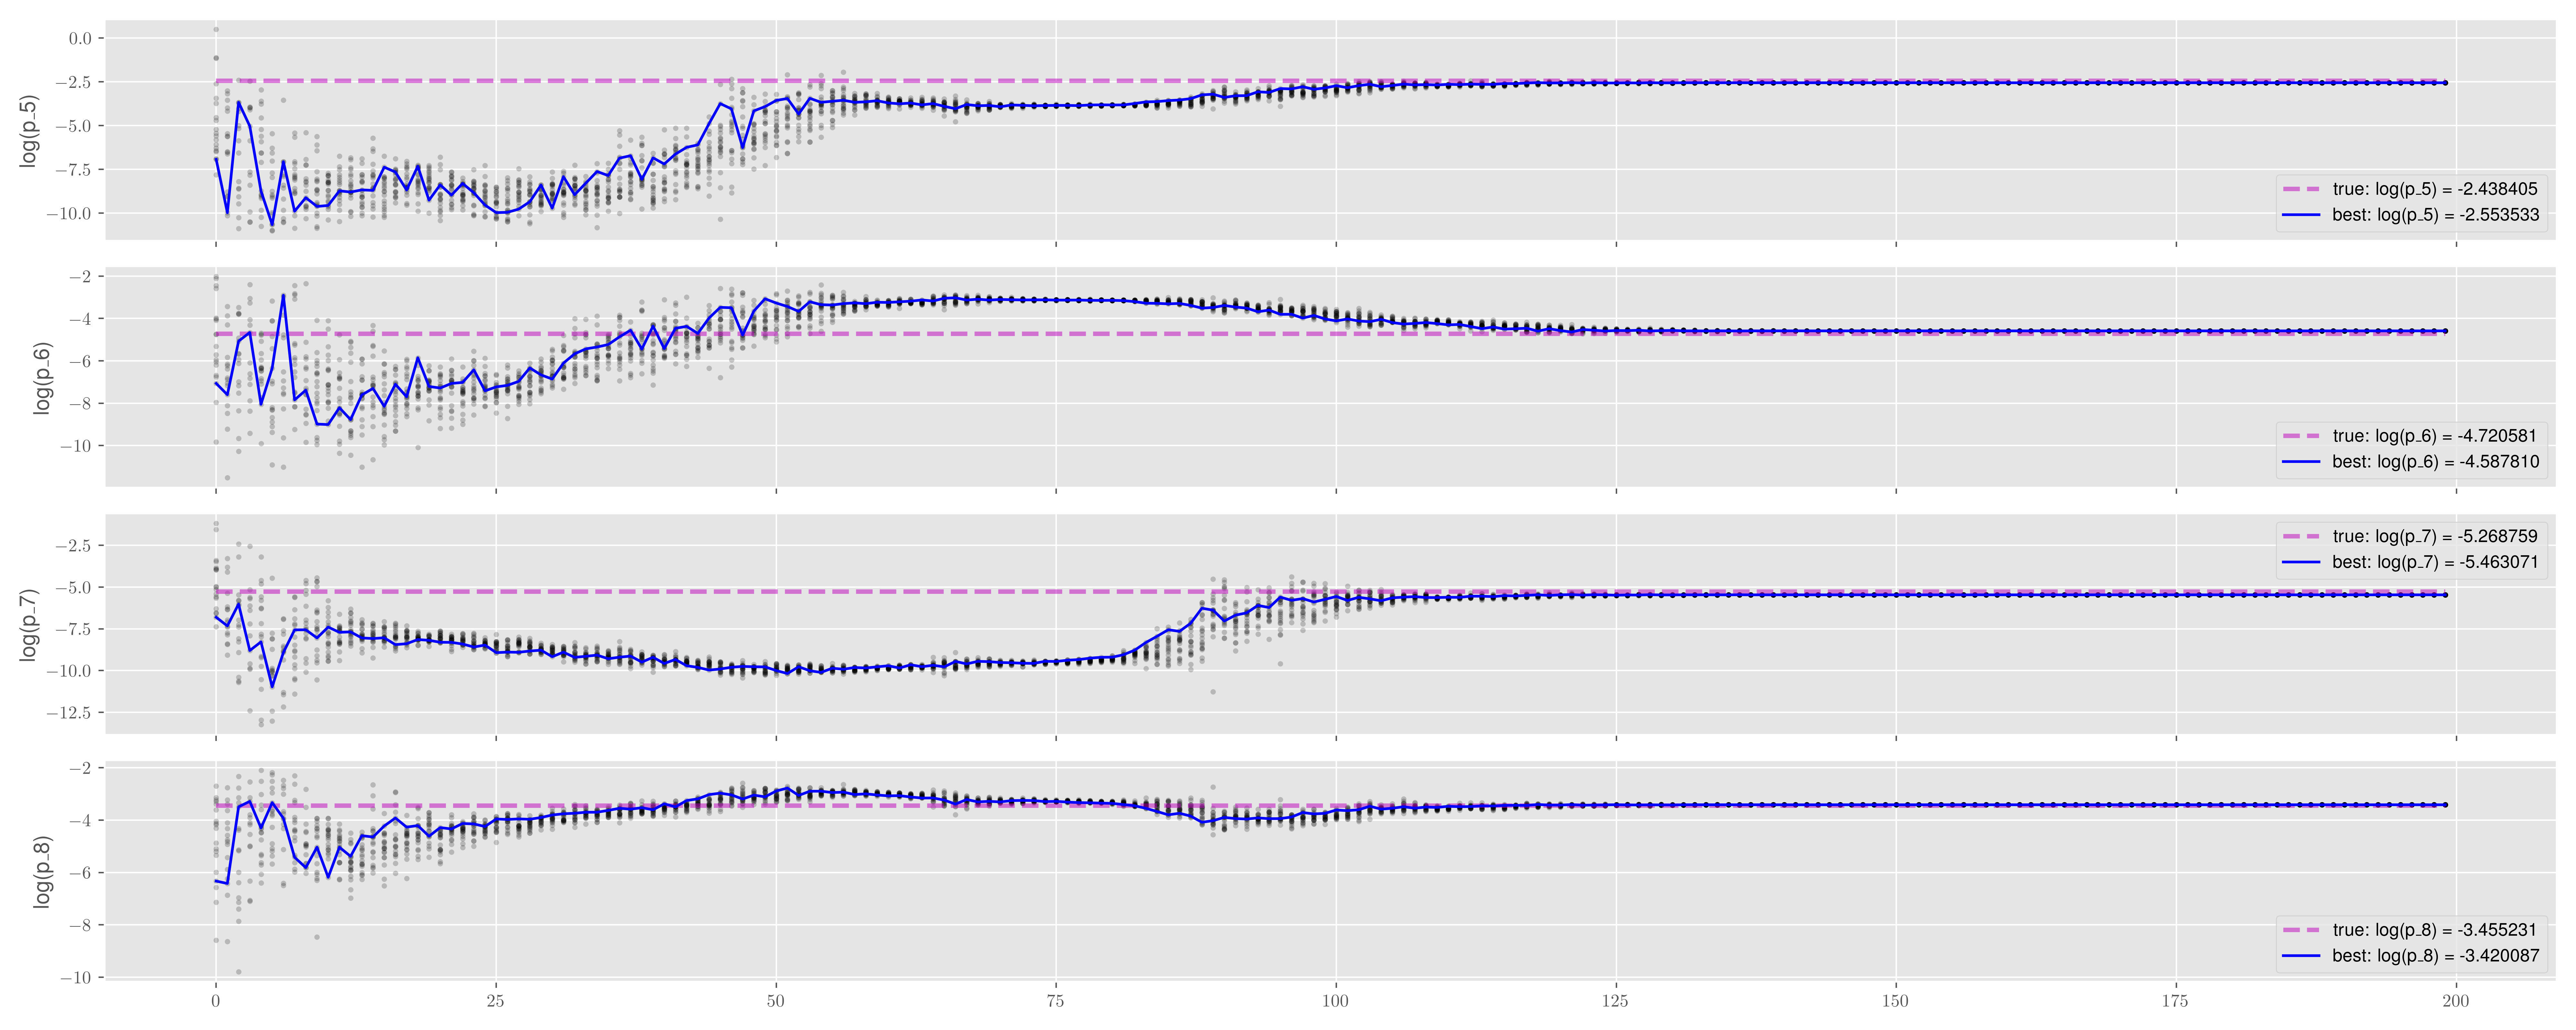 0.0
−2.5
−5.0
−7.5
−10.0
log(p_5)
true: log(p_5) = -2.438405
best: log(p_5) = -2.553533
−2
−4
−6
−8
−10
log(p_6)
true: log(p_6) = -4.720581
best: log(p_6) = -4.587810
−2.5
−5.0
−7.5
−10.0
−12.5
log(p_7)
true: log(p_7) = -5.268759
best: log(p_7) = -5.463071
−2
−4
−6
−8
−10
log(p_8)
true: log(p_8) = -3.455231
best: log(p_8) = -3.420087
0 25 50 75 100 125 150 175 200